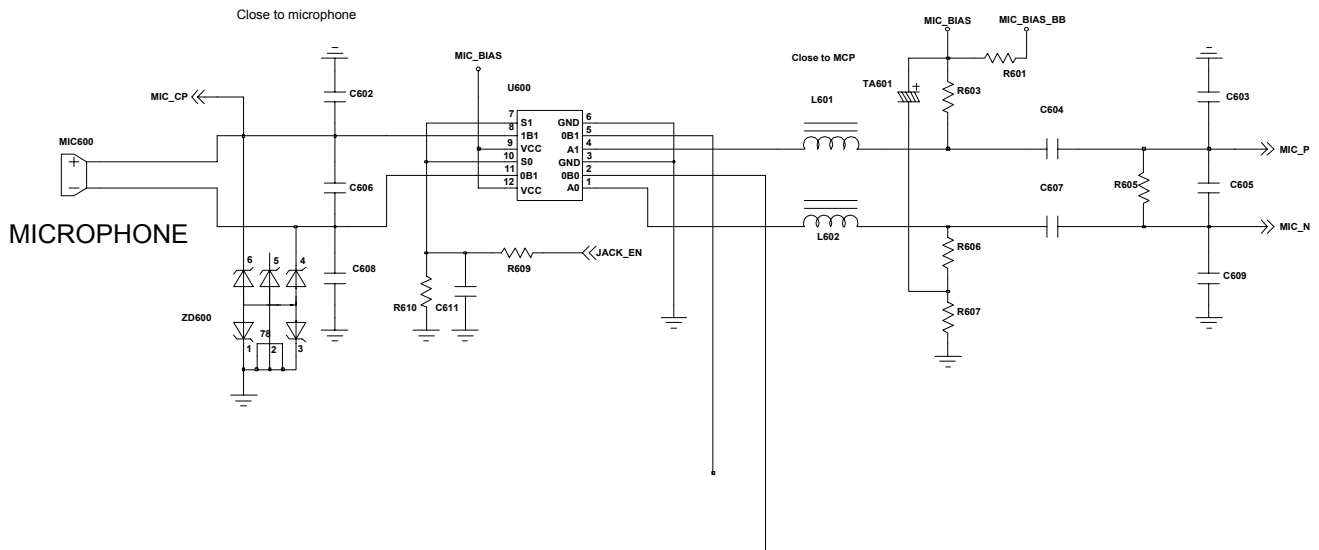 Close to microphone
MIC_BIAS
MIC_BIAS_BB
MIC_BIAS
Close to MCP
R601
C602
U600
TA601
R603
C603
MIC_CP
L601
C604
MIC600
7 S1 GND 6
8 1B1 0B1 5
9 VCC A1 4
10 S0 GND 3
11 0B1 0B0 2
12 VCC A0 1
+
MIC_P
C606
C607
R605
C605
-
MICROPHONE
MIC_N
L602
6 5 4
C608
R609
JACK_EN
R606
C609
R610
C611
ZD600
78
R607
1 2 3